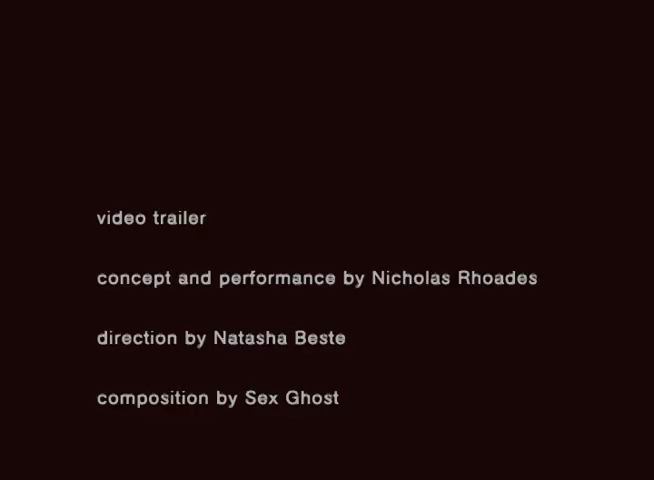 video trailer
concept and performance by Nicholas Rhoades
direction by Natasha Beste
composition by Sex Ghost